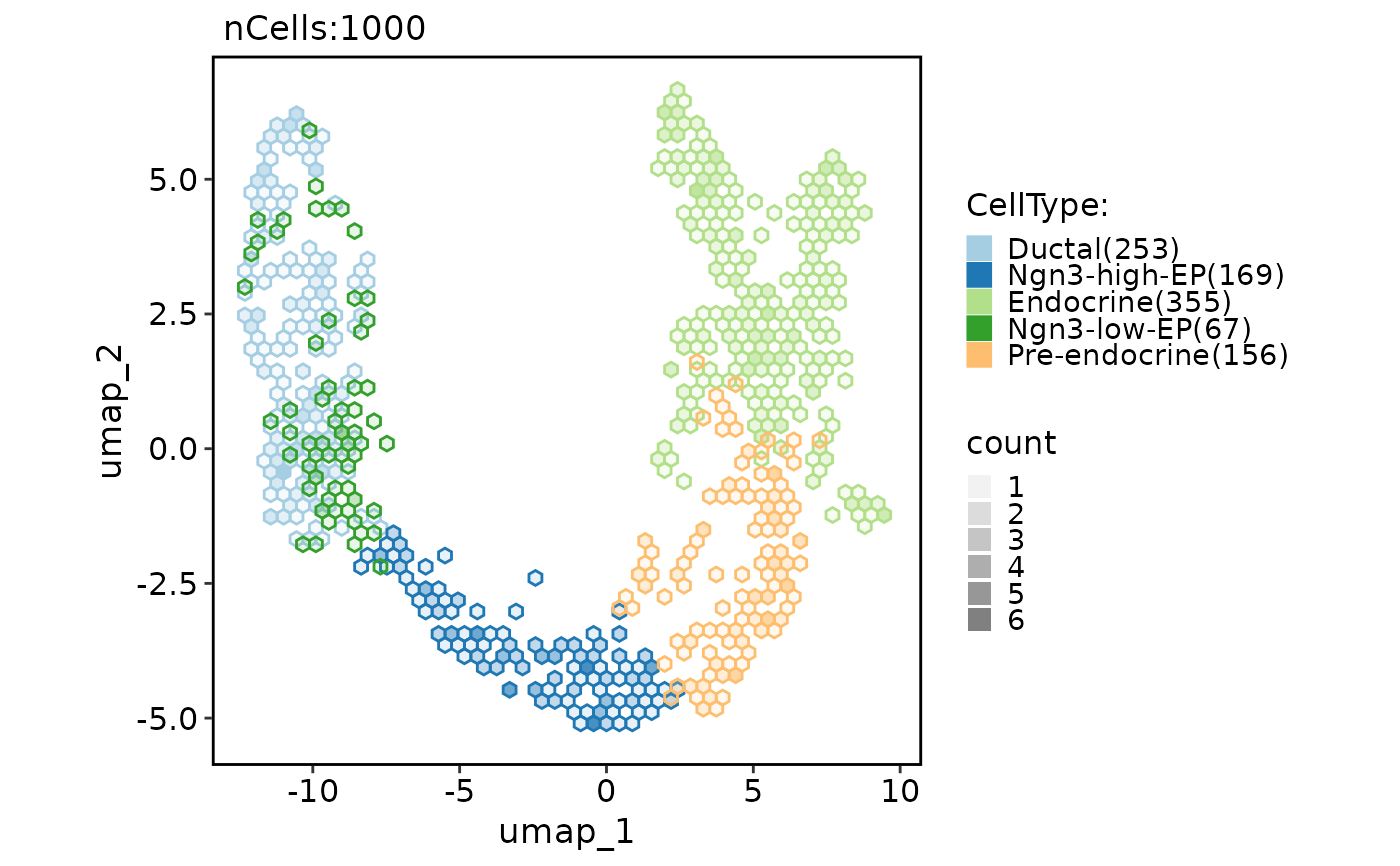 nCells:1000
umap_2
5.0
2.5
0.0
-2.5
-5.0
-10
-5
0
5
10
umap_1
CellType:
Ductal(253)
Ngn3-high-EP(169)
Endocrine(355)
Ngn3-low-EP(67)
Pre-endocrine(156)
count
1
2
3
4
5
6